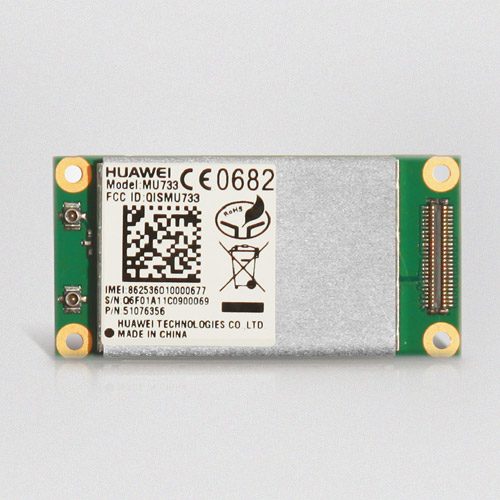 HUAWEI
Model:MU733 CE0682
FCC ID:QISMU733
RoHS
IMEI:862536010000677
S/N Q6F01A11C0900069
P/N 51076356
HUAWEI TECHNOLOGIES CO. LTD
MADE IN CHINA